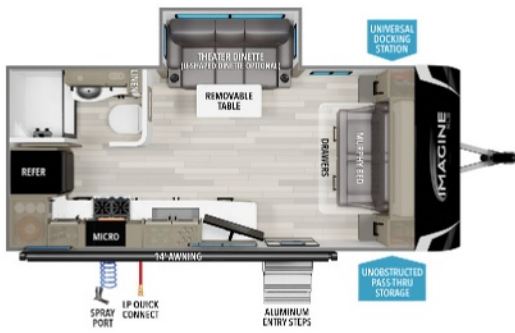 UNIVERSAL
DOCKING
STATION
THEATER DINETTE
(U-SHAPED DINETTE OPTIONAL)
LINEN
REMOVABLE
TABLE
DRAWERS
MURPHY BED
IMAGINE
XLS
REFER
MICRO
14' AWNING
SPRAY
PORT
LP QUICK
CONNECT
ALUMINUM
ENTRY STEPS
UNOBSTRUCTED
PASS-THRU
STORAGE